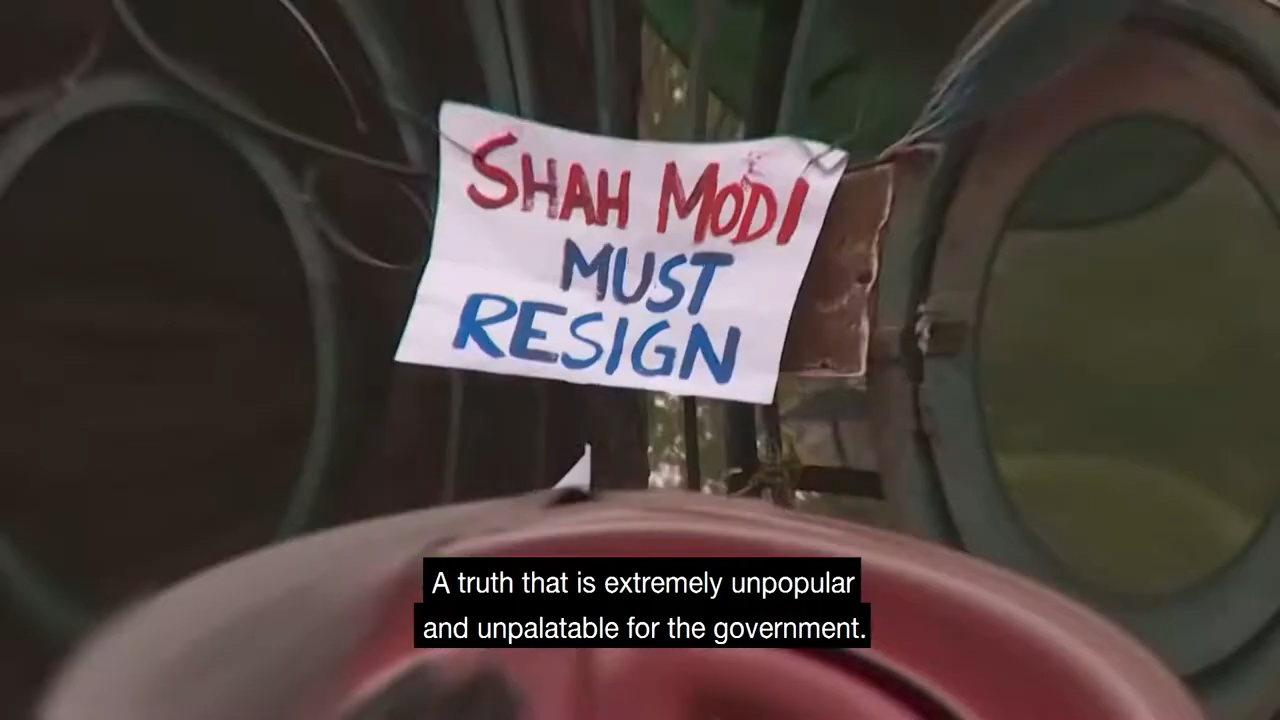 SHAH MODI
MUST
RESIGN
A truth that is extremely unpopular
and unpalatable for the government.